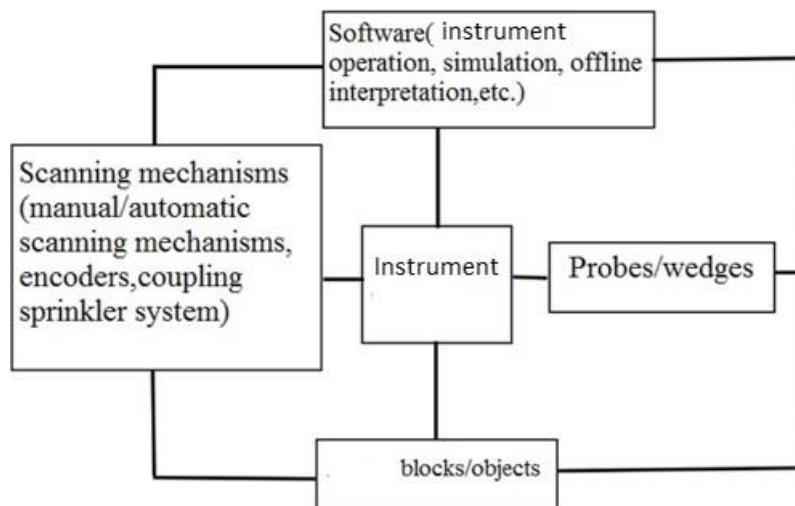 Software( instrument
operation, simulation, offline
interpretation,etc.)
Scanning mechanisms
(manual/automatic
scanning mechanisms,
encoders,coupling
sprinkler system)
Instrument
Probes/wedges
blocks/objects